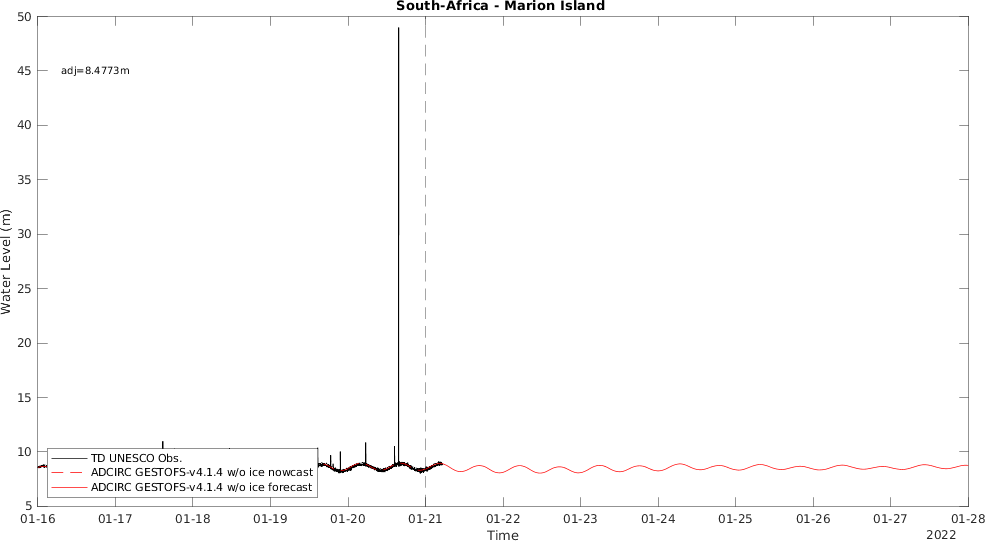 South-Africa - Marion Island
50
45
40
35
30
25
20
15
10
5
Water Level (m)
adj=8.4773m
TD UNESCO Obs.
ADCIRC GESTOFS-v4.1.4 w/o ice nowcast
ADCIRC GESTOFS-v4.1.4 w/o ice forecast
01-16 01-17 01-18 01-19 01-20 01-21 01-22 01-23 01-24 01-25 01-26 01-27 01-28
Time
2022